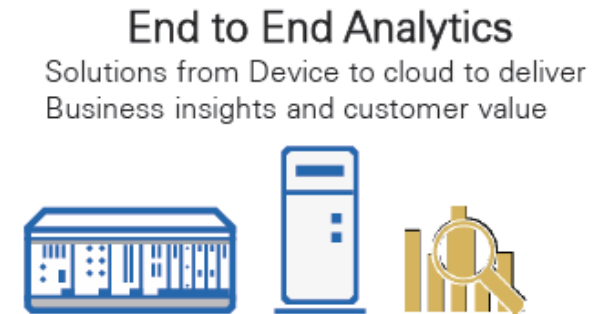 End to End Analytics
Solutions from Device to cloud to deliver
Business insights and customer value